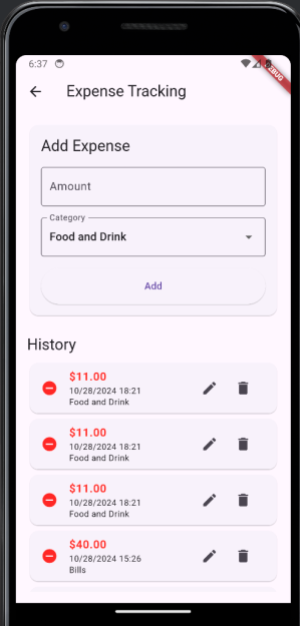 6:37
DEBUG
Expense Tracking
Add Expense
Amount
Category
Food and Drink
Add
History
$11.00
10/28/2024 18:21
Food and Drink
$11.00
10/28/2024 18:21
Food and Drink
$11.00
10/28/2024 18:21
Food and Drink
$40.00
10/28/2024 15:26
Bills